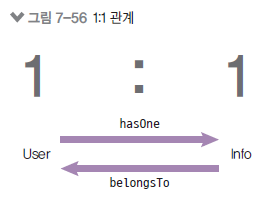 그림 7-56 1:1 관계
1 : 1
hasOne
User Info
belongsTo